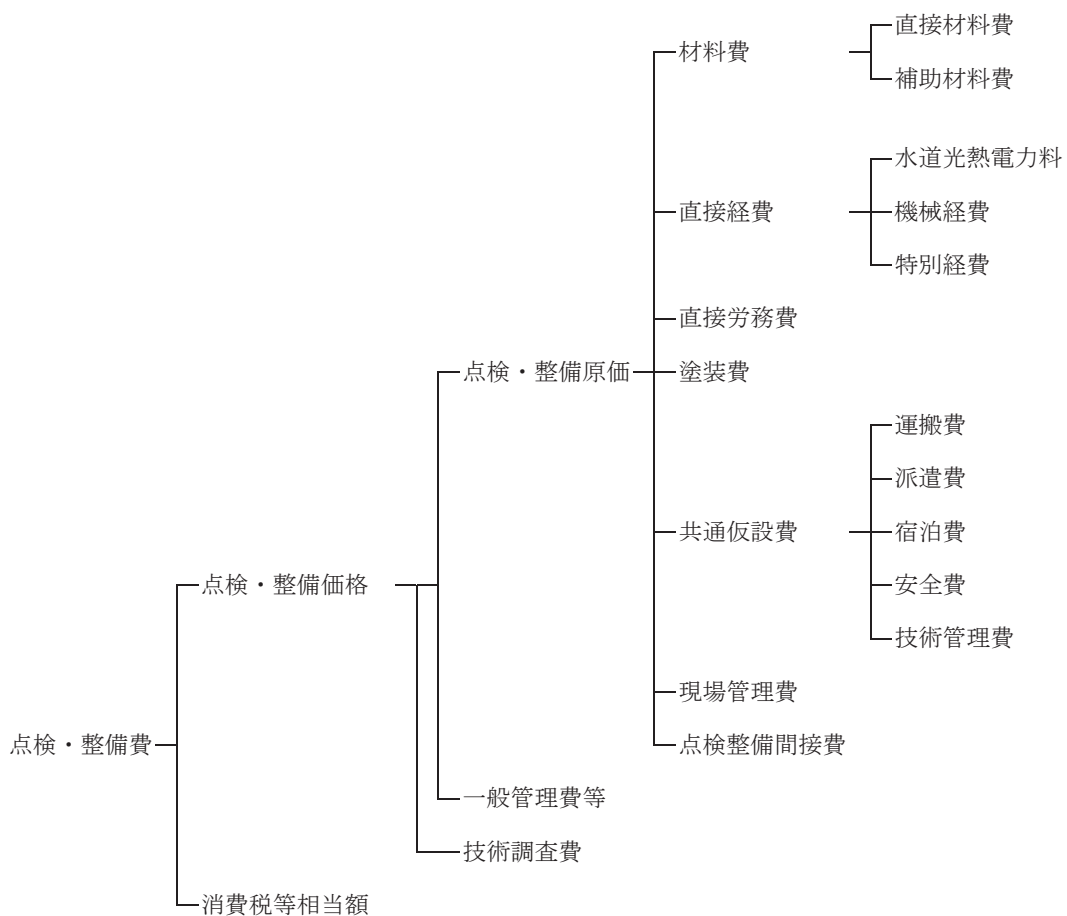 直接材料費
材料費
補助材料費
水道光熱電力料
直接経費
機械経費
特別経費
直接労務費
点検・整備原価
塗装費
運搬費
派遣費
共通仮設費
宿泊費
点検・整備価格
安全費
技術管理費
現場管理費
点検・整備費
点検整備間接費
一般管理費等
技術調査費
消費税等相当額